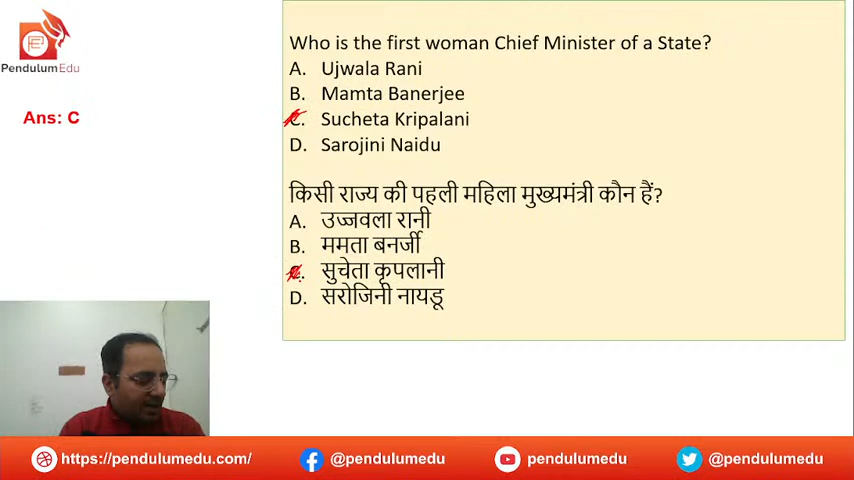 PendulumEdu
Ans: C
Who is the first woman Chief Minister of a State?
A. Ujwala Rani
B. Mamta Banerjee
C. Sucheta Kripalani
D. Sarojini Naidu
किसी राज्य की पहली महिला मुख्यमंत्री कौन हैं?
A. उज्जवला रानी
B. ममता बनर्जी
C. सुचेता कृपलानी
D. सरोजिनी नायडू
https://pendulumedu.com/ @pendulumedu pendulumedu @pendulumedu